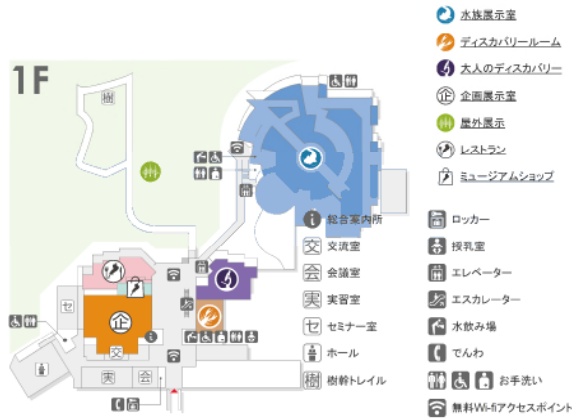 1F
樹
セ
企
交
実
会
水族展示室
ディスカバリールーム
大人のディスカバリー
企 企画展示室
屋外展示
レストラン
ミュージアムショップ
i 総合案内所
交 交流室
会 会議室
実 実習室
セ セミナー室
ホール
樹 樹幹トレイル
ロッカー
授乳室
エレベーター
エスカレーター
水飲み場
でんわ
お手洗い
無料Wi-fiアクセスポイント